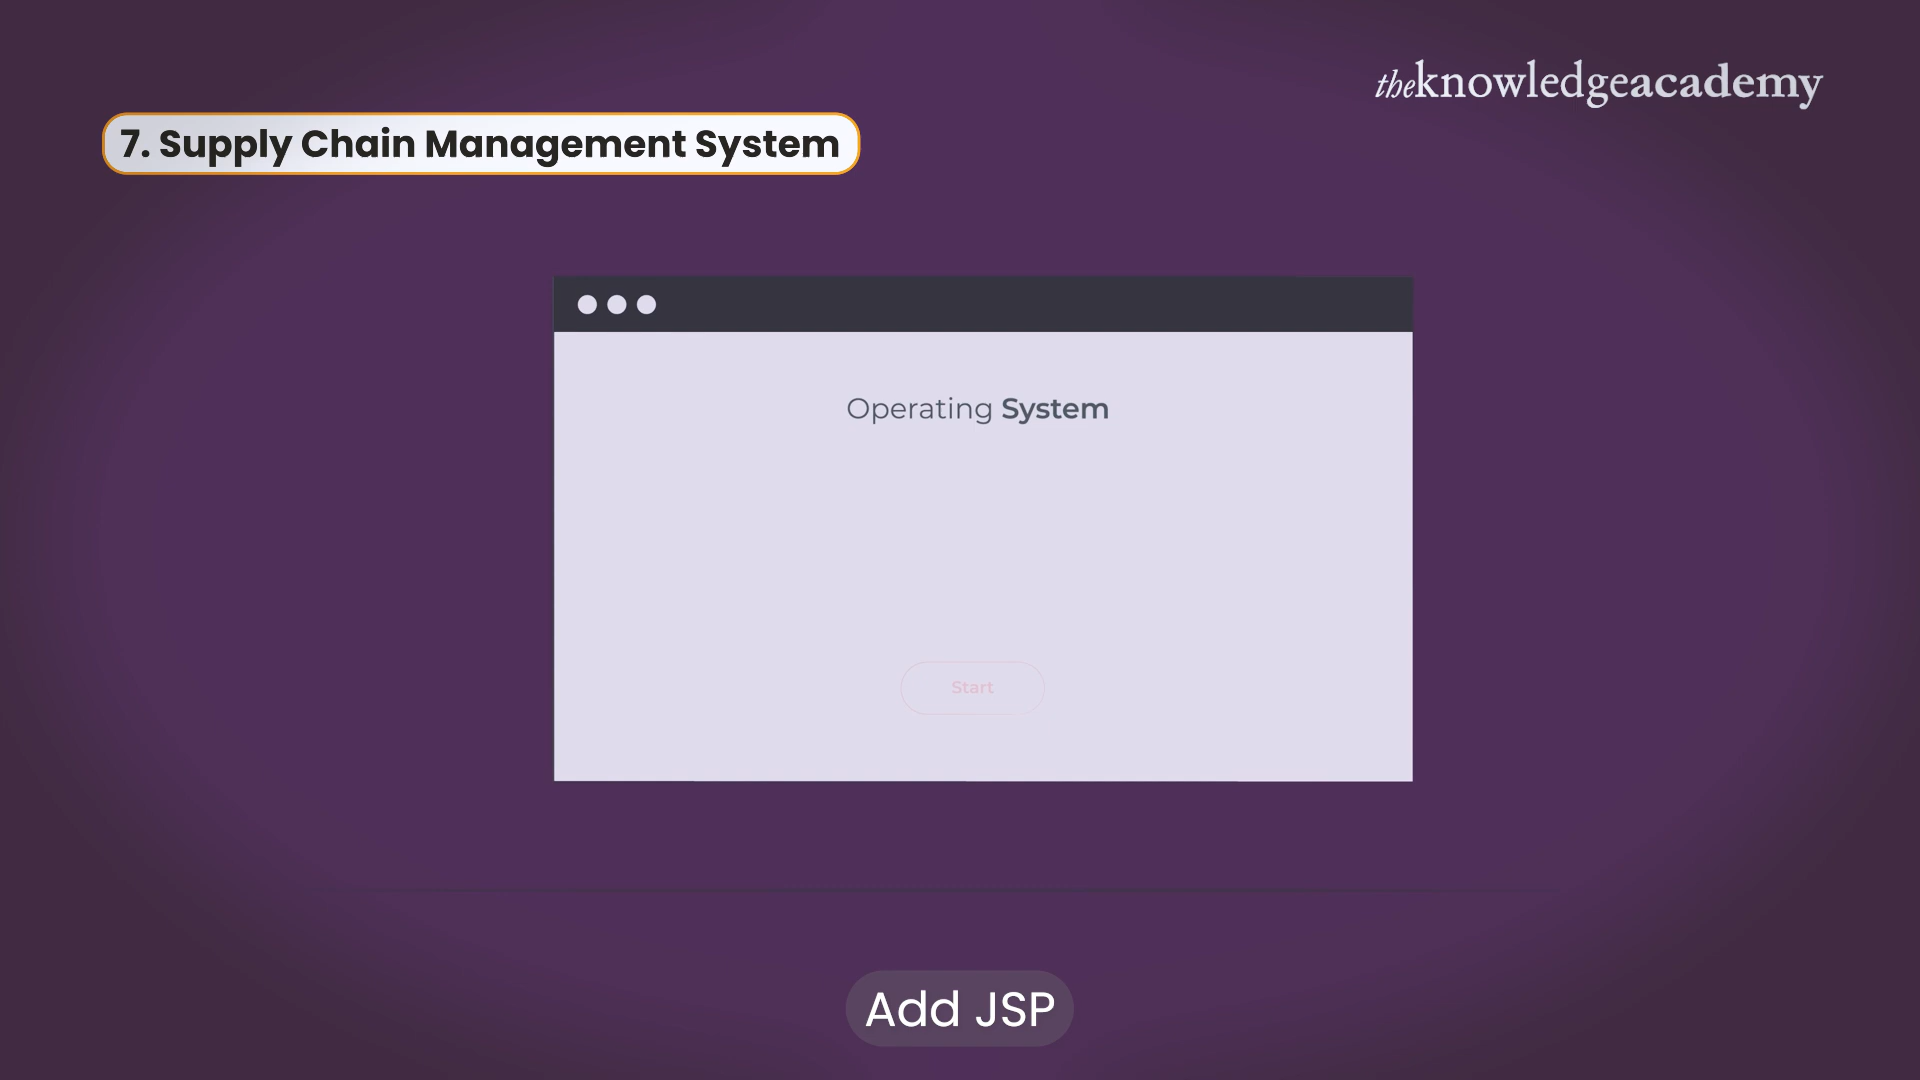 theknowledgeacademy
7. Supply Chain Management System
Operating System
Start
Add JSP